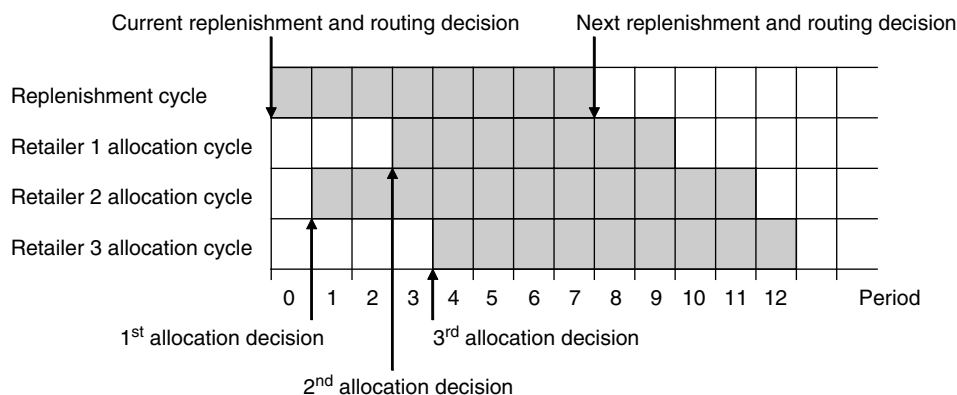 Current replenishment and routing decision Next replenishment and routing decision
Replenishment cycle
Retailer 1 allocation cycle
Retailer 2 allocation cycle
Retailer 3 allocation cycle
0 1 2 3 4 5 6 7 8 9 10 11 12 Period
1st allocation decision 3rd allocation decision
2nd allocation decision